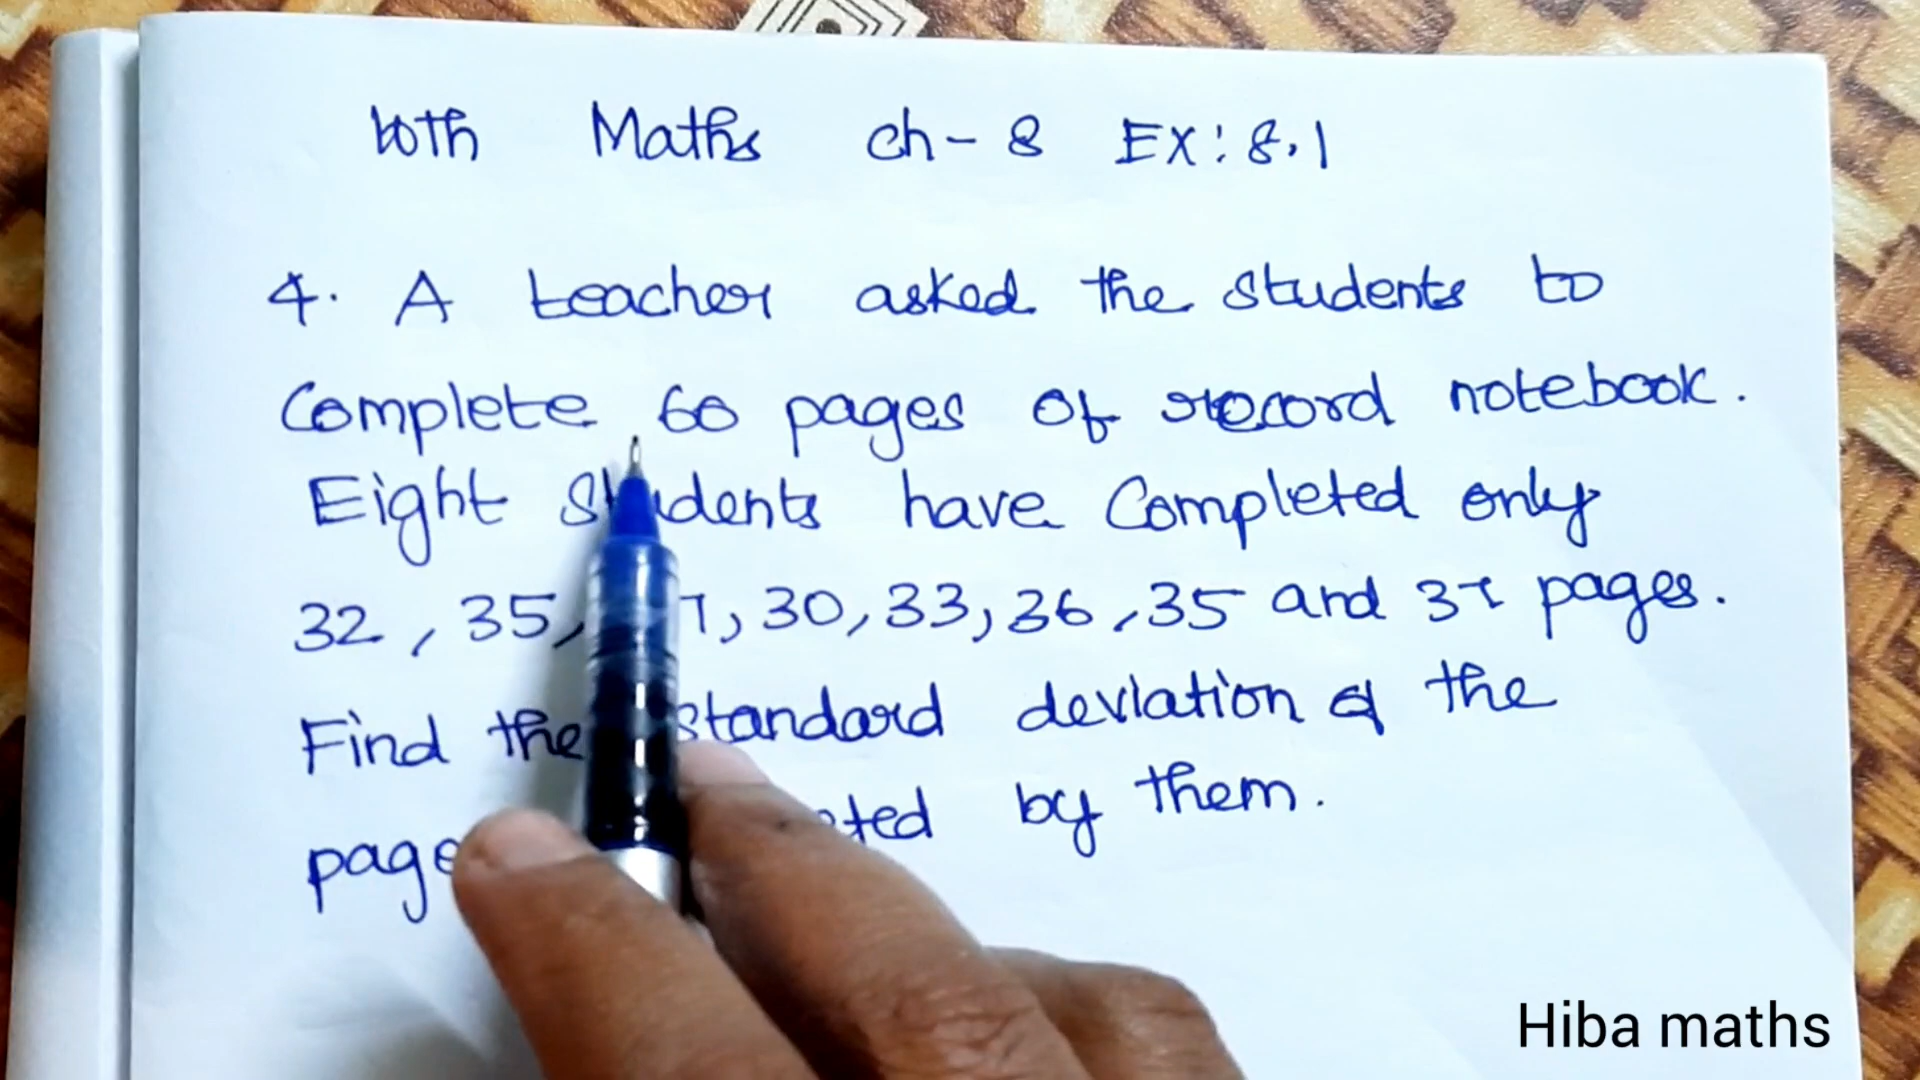 10th Maths ch - 8 EX: 8.1
4. A teacher asked the students to
Complete 60 pages of record notebook.
Eight students have Completed only
32, 35, 30, 33, 36, 35 and 37 pages.
Find the standard deviation of the
by them.
Hiba maths